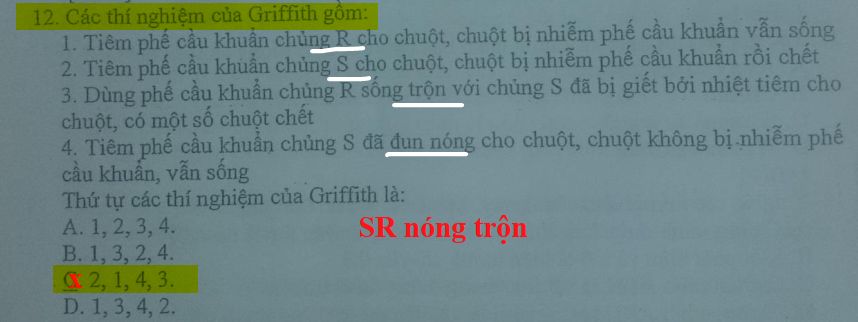 12. Các thí nghiệm của Griffith gồm:
1. Tiêm phế cầu khuẩn chủng R cho chuột, chuột bị nhiễm phế cầu khuẩn vẫn sống
2. Tiêm phế cầu khuẩn chủng S cho chuột, chuột bị nhiễm phế cầu khuẩn rồi chết
3. Dùng phế cầu khuẩn chủng R sống trộn với chủng S đã bị giết bởi nhiệt tiêm cho
chuột, có một số chuột chết
4. Tiêm phế cầu khuẩn chủng S đã đun nóng cho chuột, chuột không bị nhiễm phế
cầu khuẩn, vẫn sống
Thứ tự các thí nghiệm của Griffith là:
A. 1, 2, 3, 4.
SR nóng trộn
B. 1, 3, 2, 4.
C. x 2, 1, 4, 3.
D. 1, 3, 4, 2.